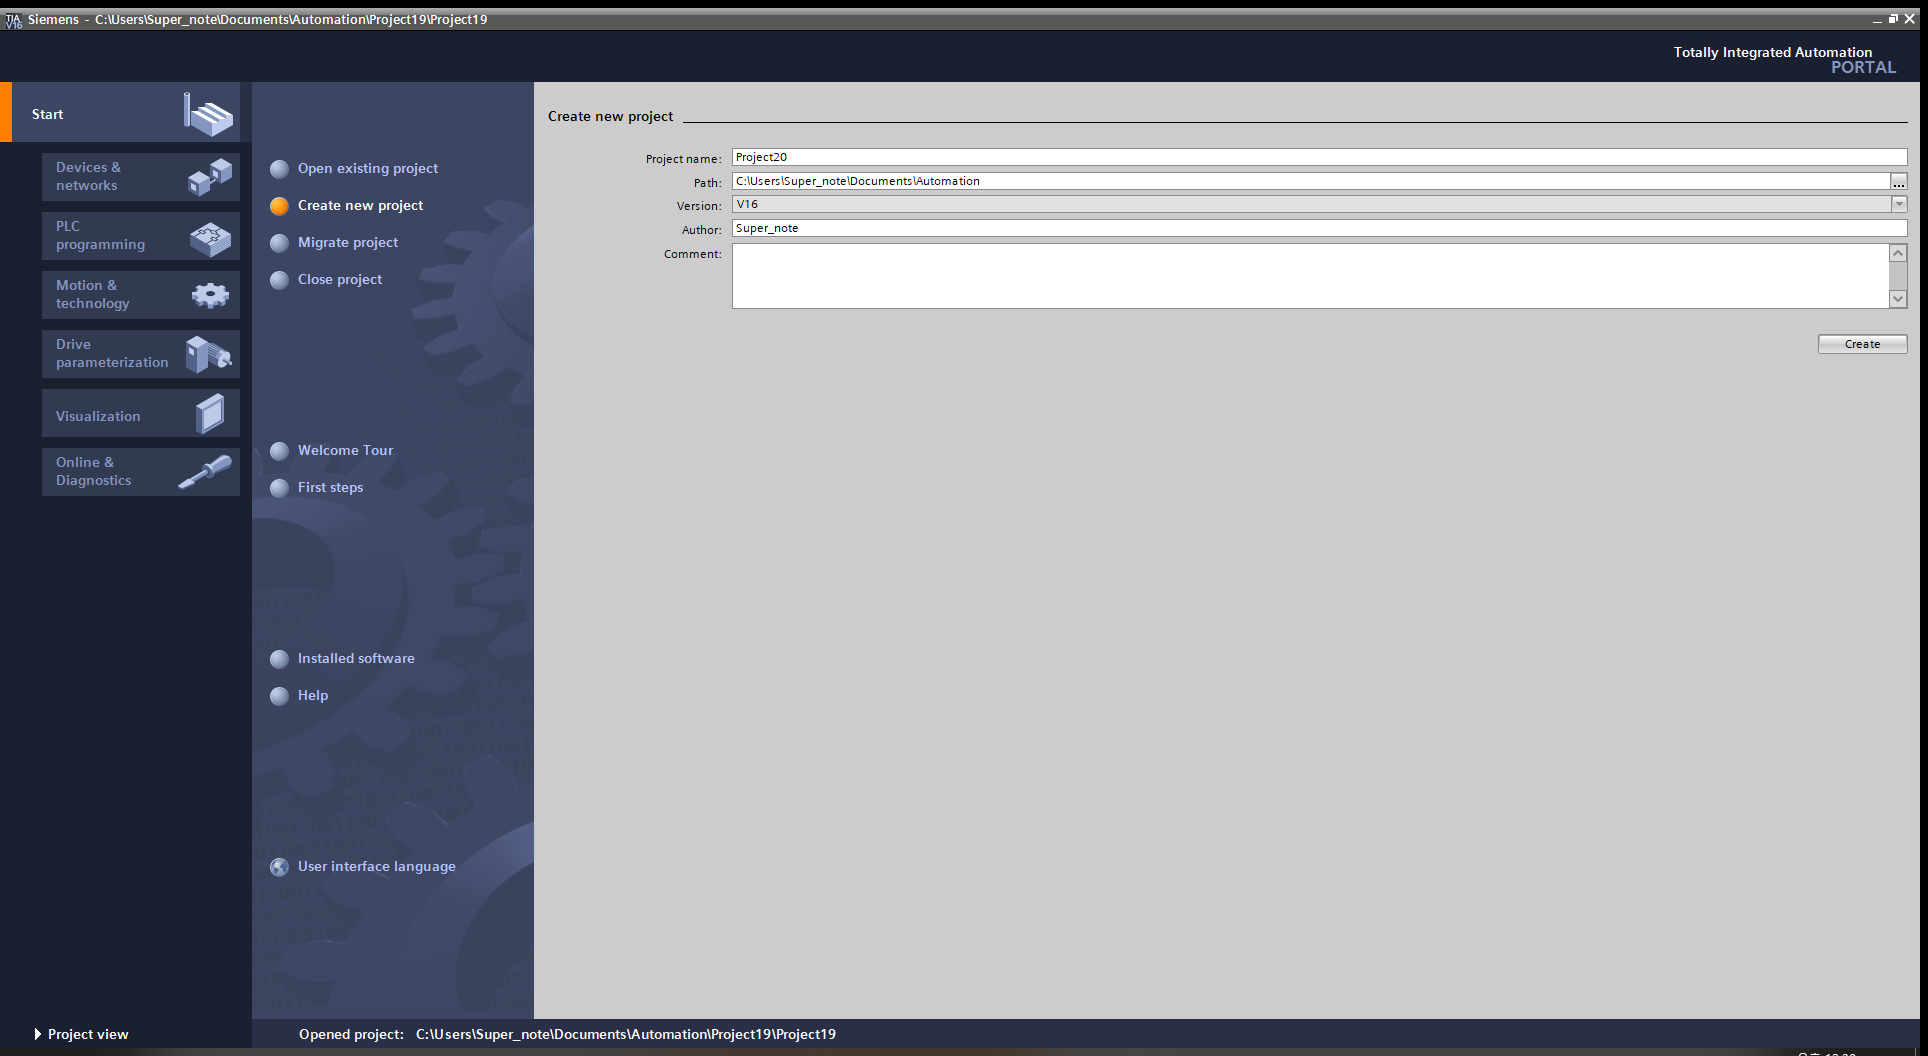 TIA
V16
Siemens - C:\Users\Super_note\Documents\Automation\Project19\Project19
Totally Integrated Automation
PORTAL
Start
Devices &
networks
PLC
programming
Motion &
technology
Drive
parameterization
Visualization
Online &
Diagnostics
Open existing project
Create new project
Migrate project
Close project
Welcome Tour
First steps
Installed software
Help
User interface language
Create new project
Project name: Project20
Path: C:\Users\Super_note\Documents\Automation
...
Version: V16
Author: Super_note
Comment:
Create
Project view
Opened project: C:\Users\Super_note\Documents\Automation\Project19\Project19